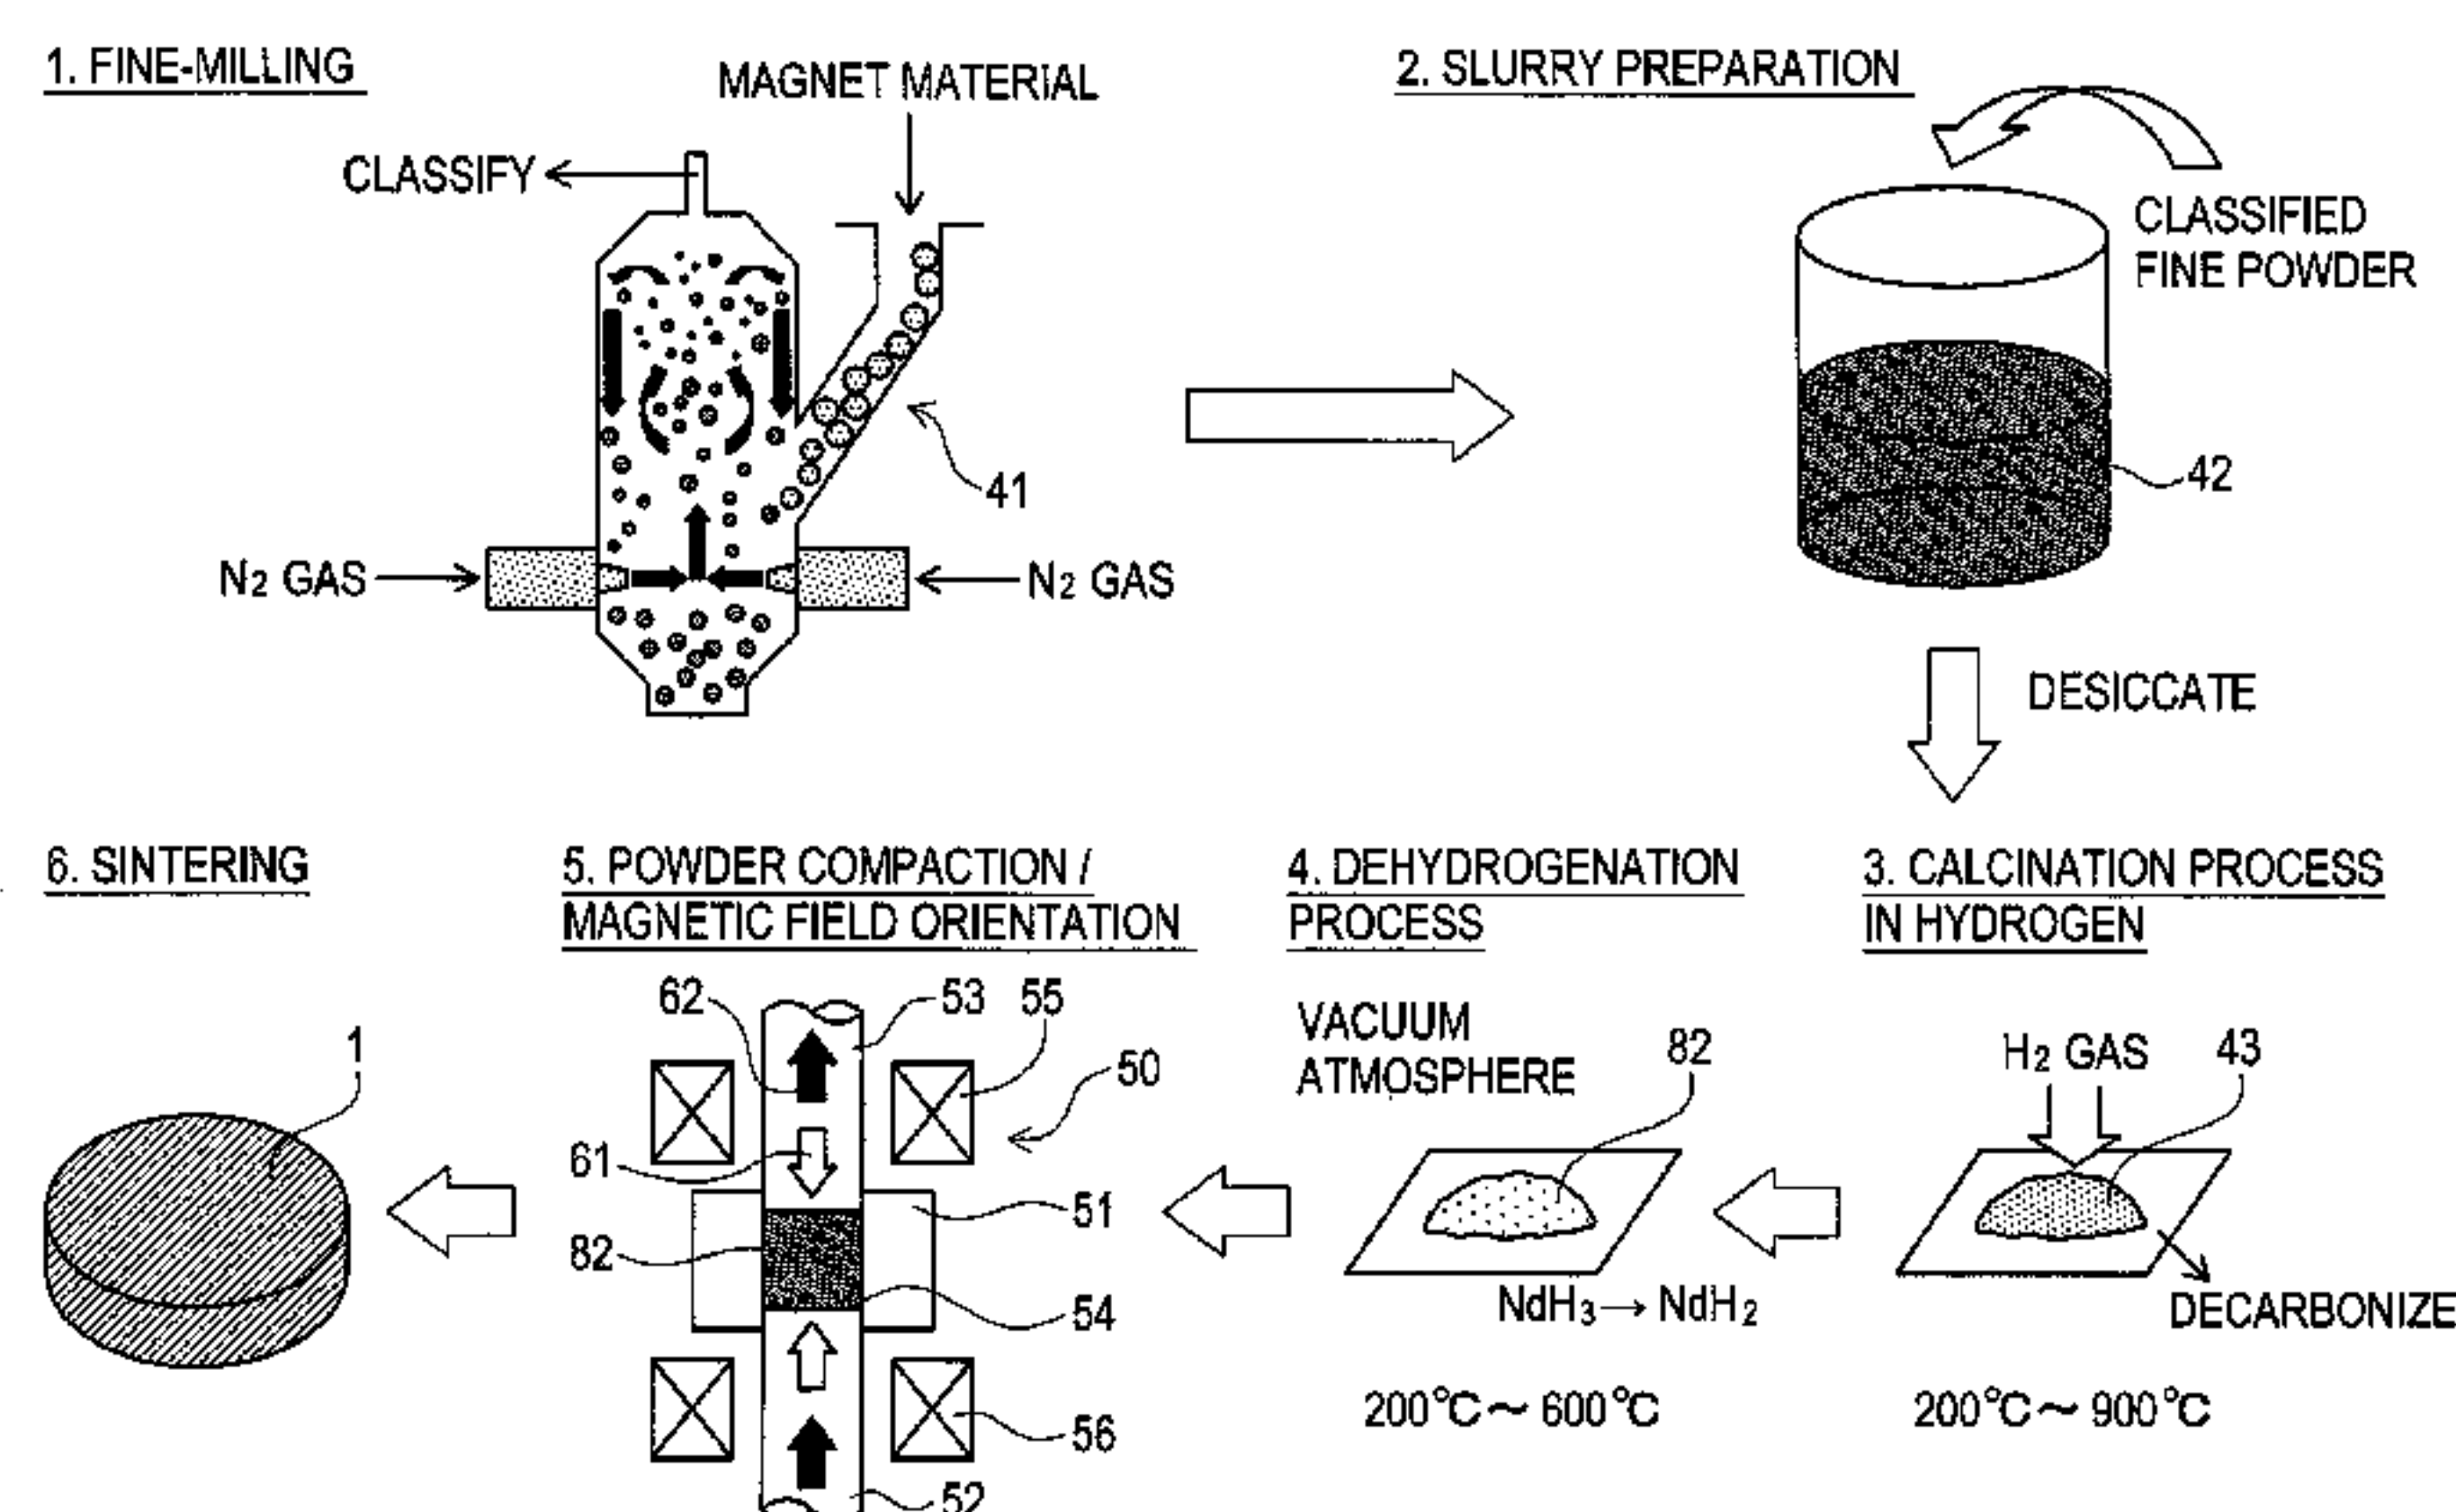 1. FINE-MILLING
MAGNET MATERIAL
CLASSIFY
41
N2 GAS
N2 GAS
2. SLURRY PREPARATION
CLASSIFIED
FINE POWDER
42
DESICCATE
3. CALCINATION PROCESS
IN HYDROGEN
H2 GAS
43
DECARBONIZE
200°C~900°C
4. DEHYDROGENATION
PROCESS
VACUUM
ATMOSPHERE
82
NdH3→NdH2
200°C~600°C
5. POWDER COMPACTION /
MAGNETIC FIELD ORIENTATION
62
53
55
50
61
51
82
54
56
52
6. SINTERING
1